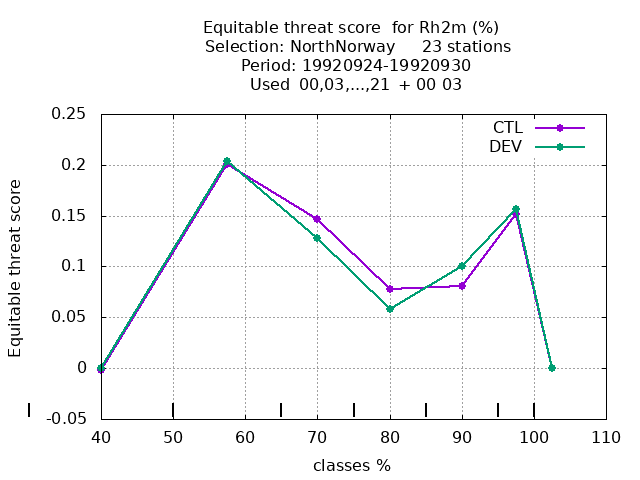 Equitable threat score  for Rh2m (%)
Selection: NorthNorway     23 stations
Period: 19920924-19920930
Used  00,03,...,21  + 00 03
CTL
DEV
0.25
0.2
0.15
0.1
0.05
0
-0.05
Equitable threat score
40 50 60 70 80 90 100 110
classes %